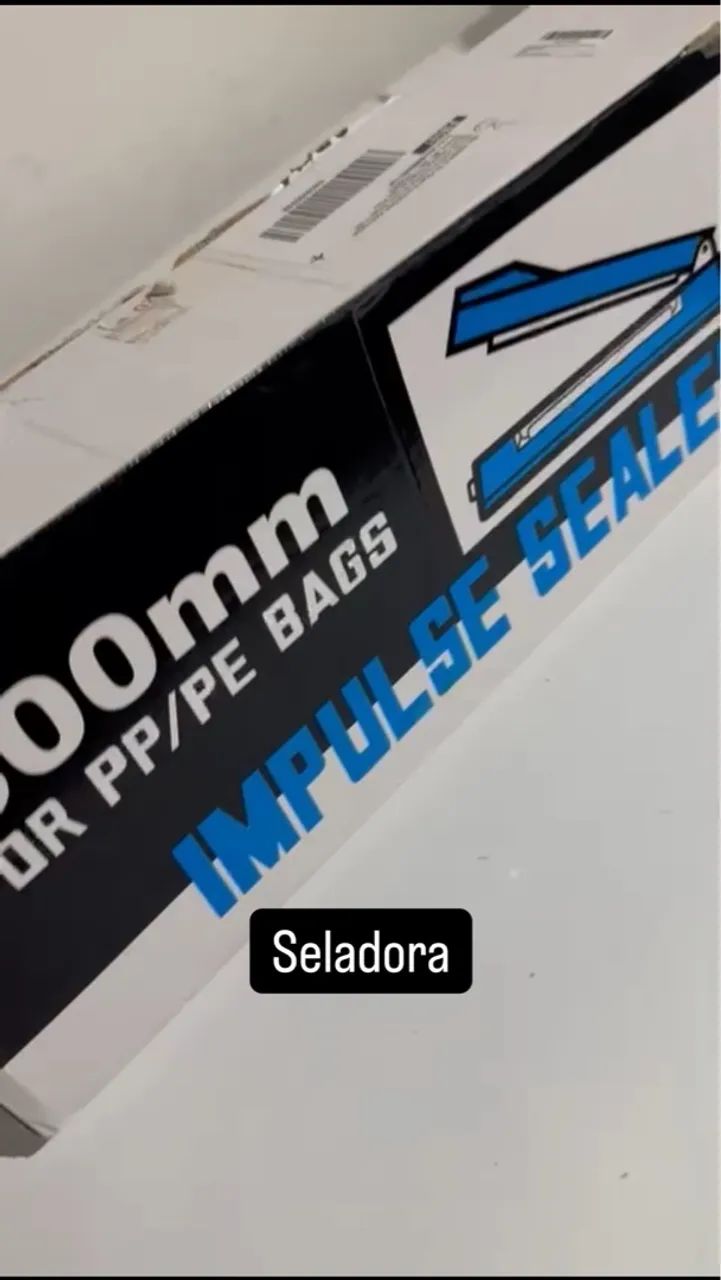 00mm
OR PP/PE BAGS
IMPULSE SEALE
Seladora